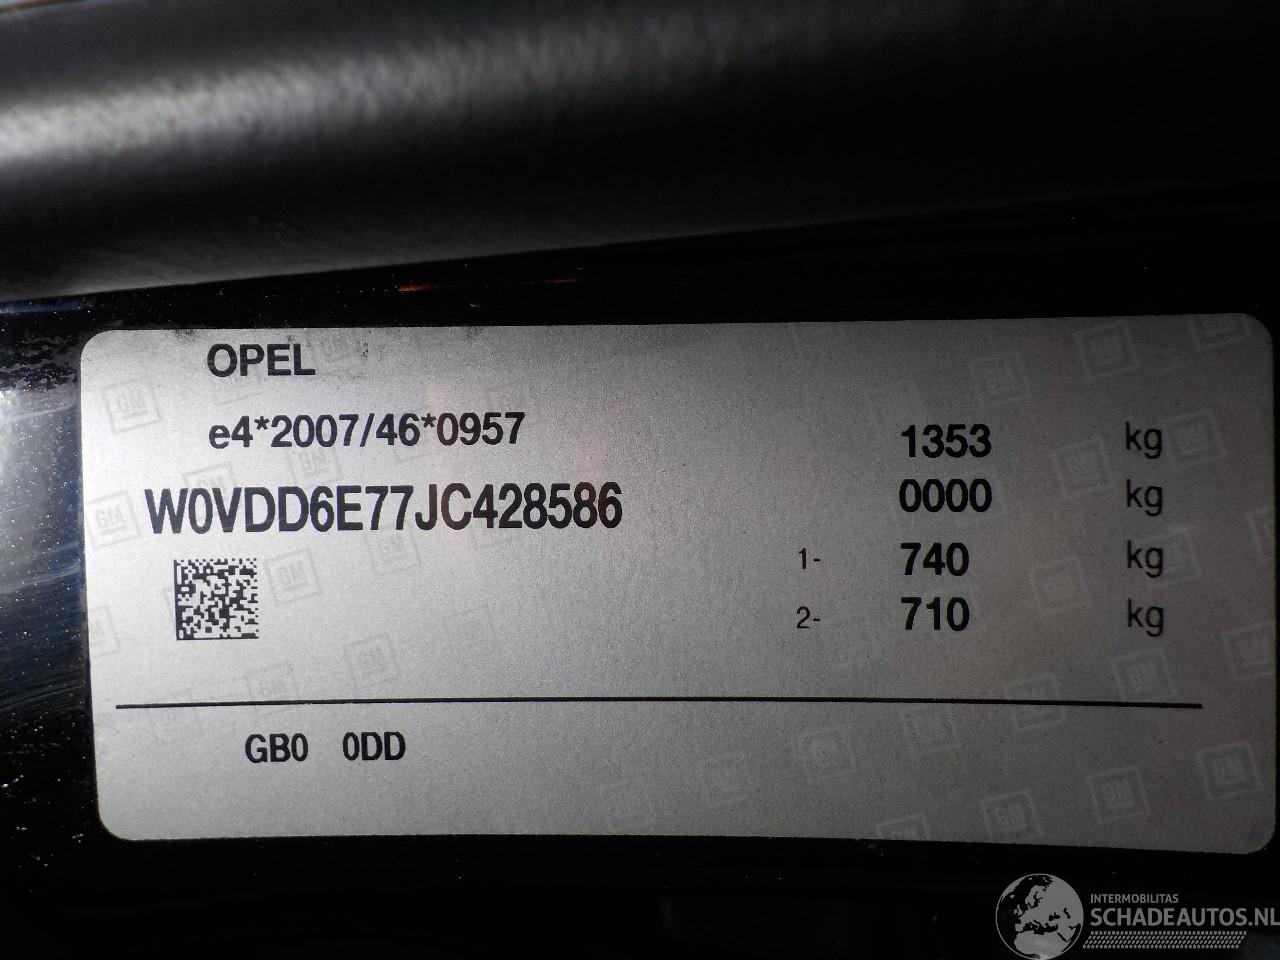 OPEL
e4*2007/46*0957
1353 kg
W0VDD6E77JC428586
0000 kg
1- 740 kg
2- 710 kg
GB0 0DD
GM
INTERMOBILITAS
SCHADEAUTOS.NL